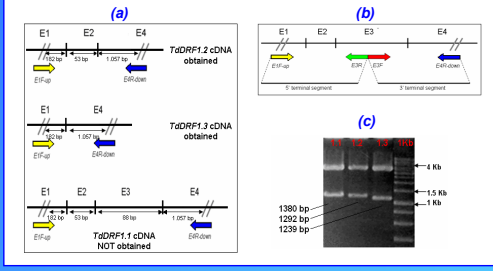 (a)
E1 E2 E4
182 bp 53 bp 1.057 bp
TdDRF1.2 cDNA
obtained
E1F-up E4R-down
E1 E4
182 bp 1.057 bp
TdDRF1.3 cDNA
obtained
E1F-up E4R-down
E1 E2 E3 E4
182 bp 53 bp 88 bp 1.057 bp
E1F-up E4R-down
TdDRF1.1 cDNA
NOT obtained
(b)
E1 E2 E3 E4
E1F-up E3R E3F E4R-down
5' terminal segment 3' terminal segment
(c)
1Kb
4 Kb
1.5 Kb
1 Kb
1380 bp
1292 bp
1239 bp